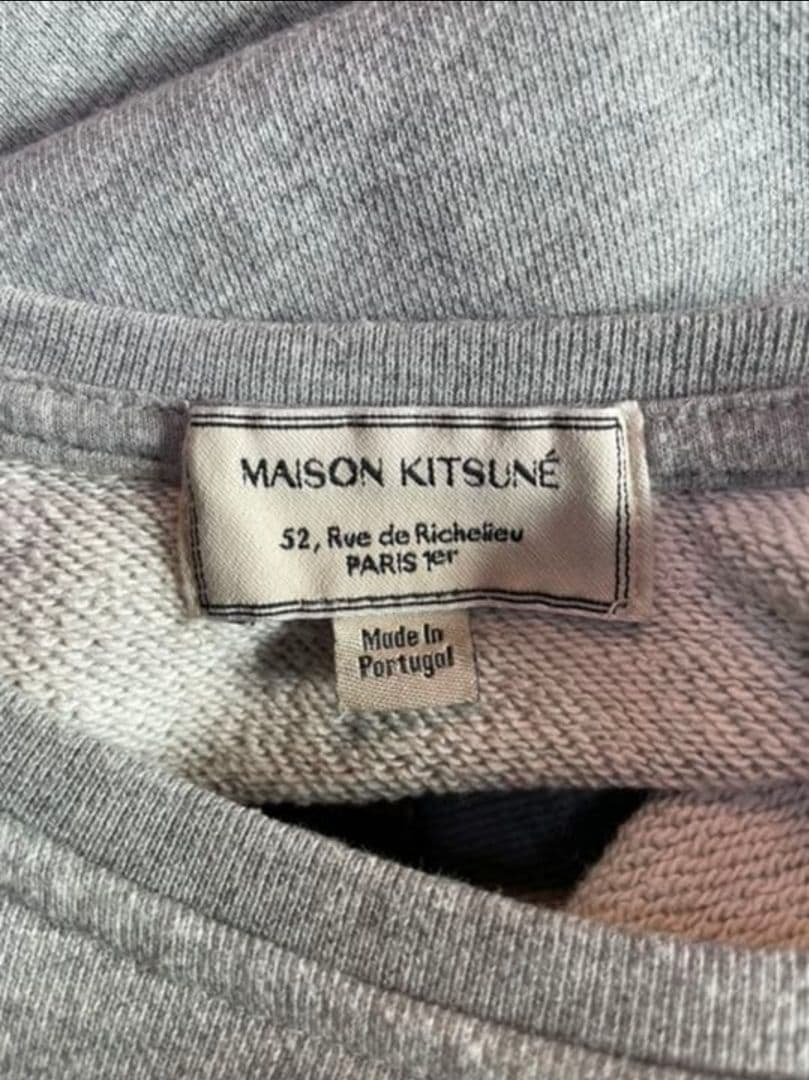 MAISON KITSUNÉ
52, Rue de Richelieu
PARIS 1er
Made In
Portugal